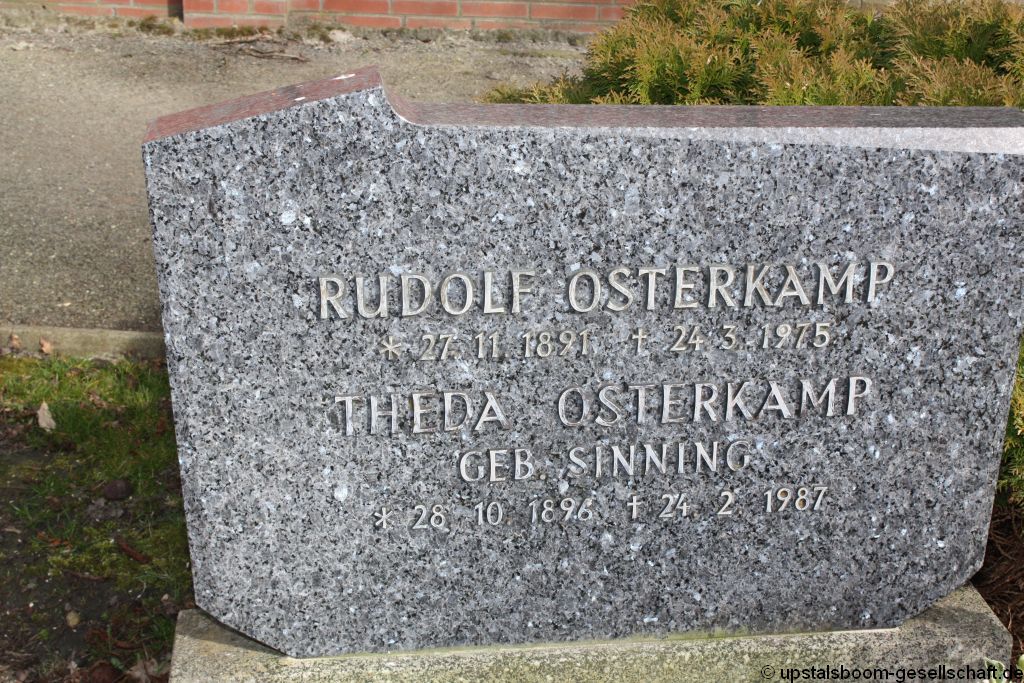 RUDOLF OSTERKAMP
* 27. 11. 1891 † 24. 3. 1975
THEDA OSTERKAMP
GEB. SINNING
* 28. 10. 1896 † 24. 2. 1987
© upstalsboom-gesellschaft.de